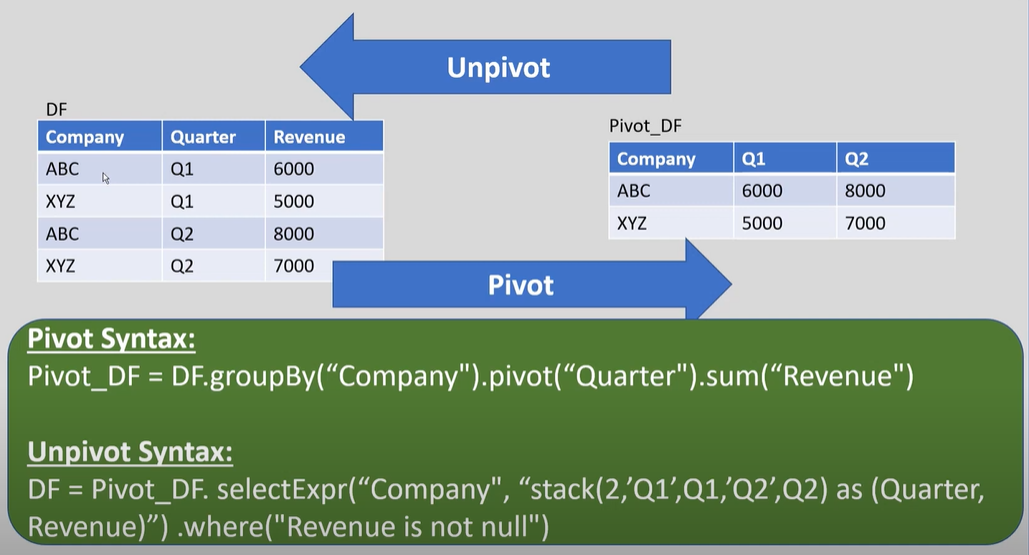 Unpivot
DF
Company Quarter Revenue
ABC Q1 6000
XYZ Q1 5000
ABC Q2 8000
XYZ Q2 7000
Pivot_DF
Company Q1 Q2
ABC 6000 8000
XYZ 5000 7000
Pivot
Pivot Syntax:
Pivot_DF = DF.groupBy(“Company").pivot(“Quarter").sum(“Revenue")
Unpivot Syntax:
DF = Pivot_DF. selectExpr(“Company", “stack(2,’Q1’,Q1,’Q2’,Q2) as (Quarter,
Revenue)”) .where("Revenue is not null")